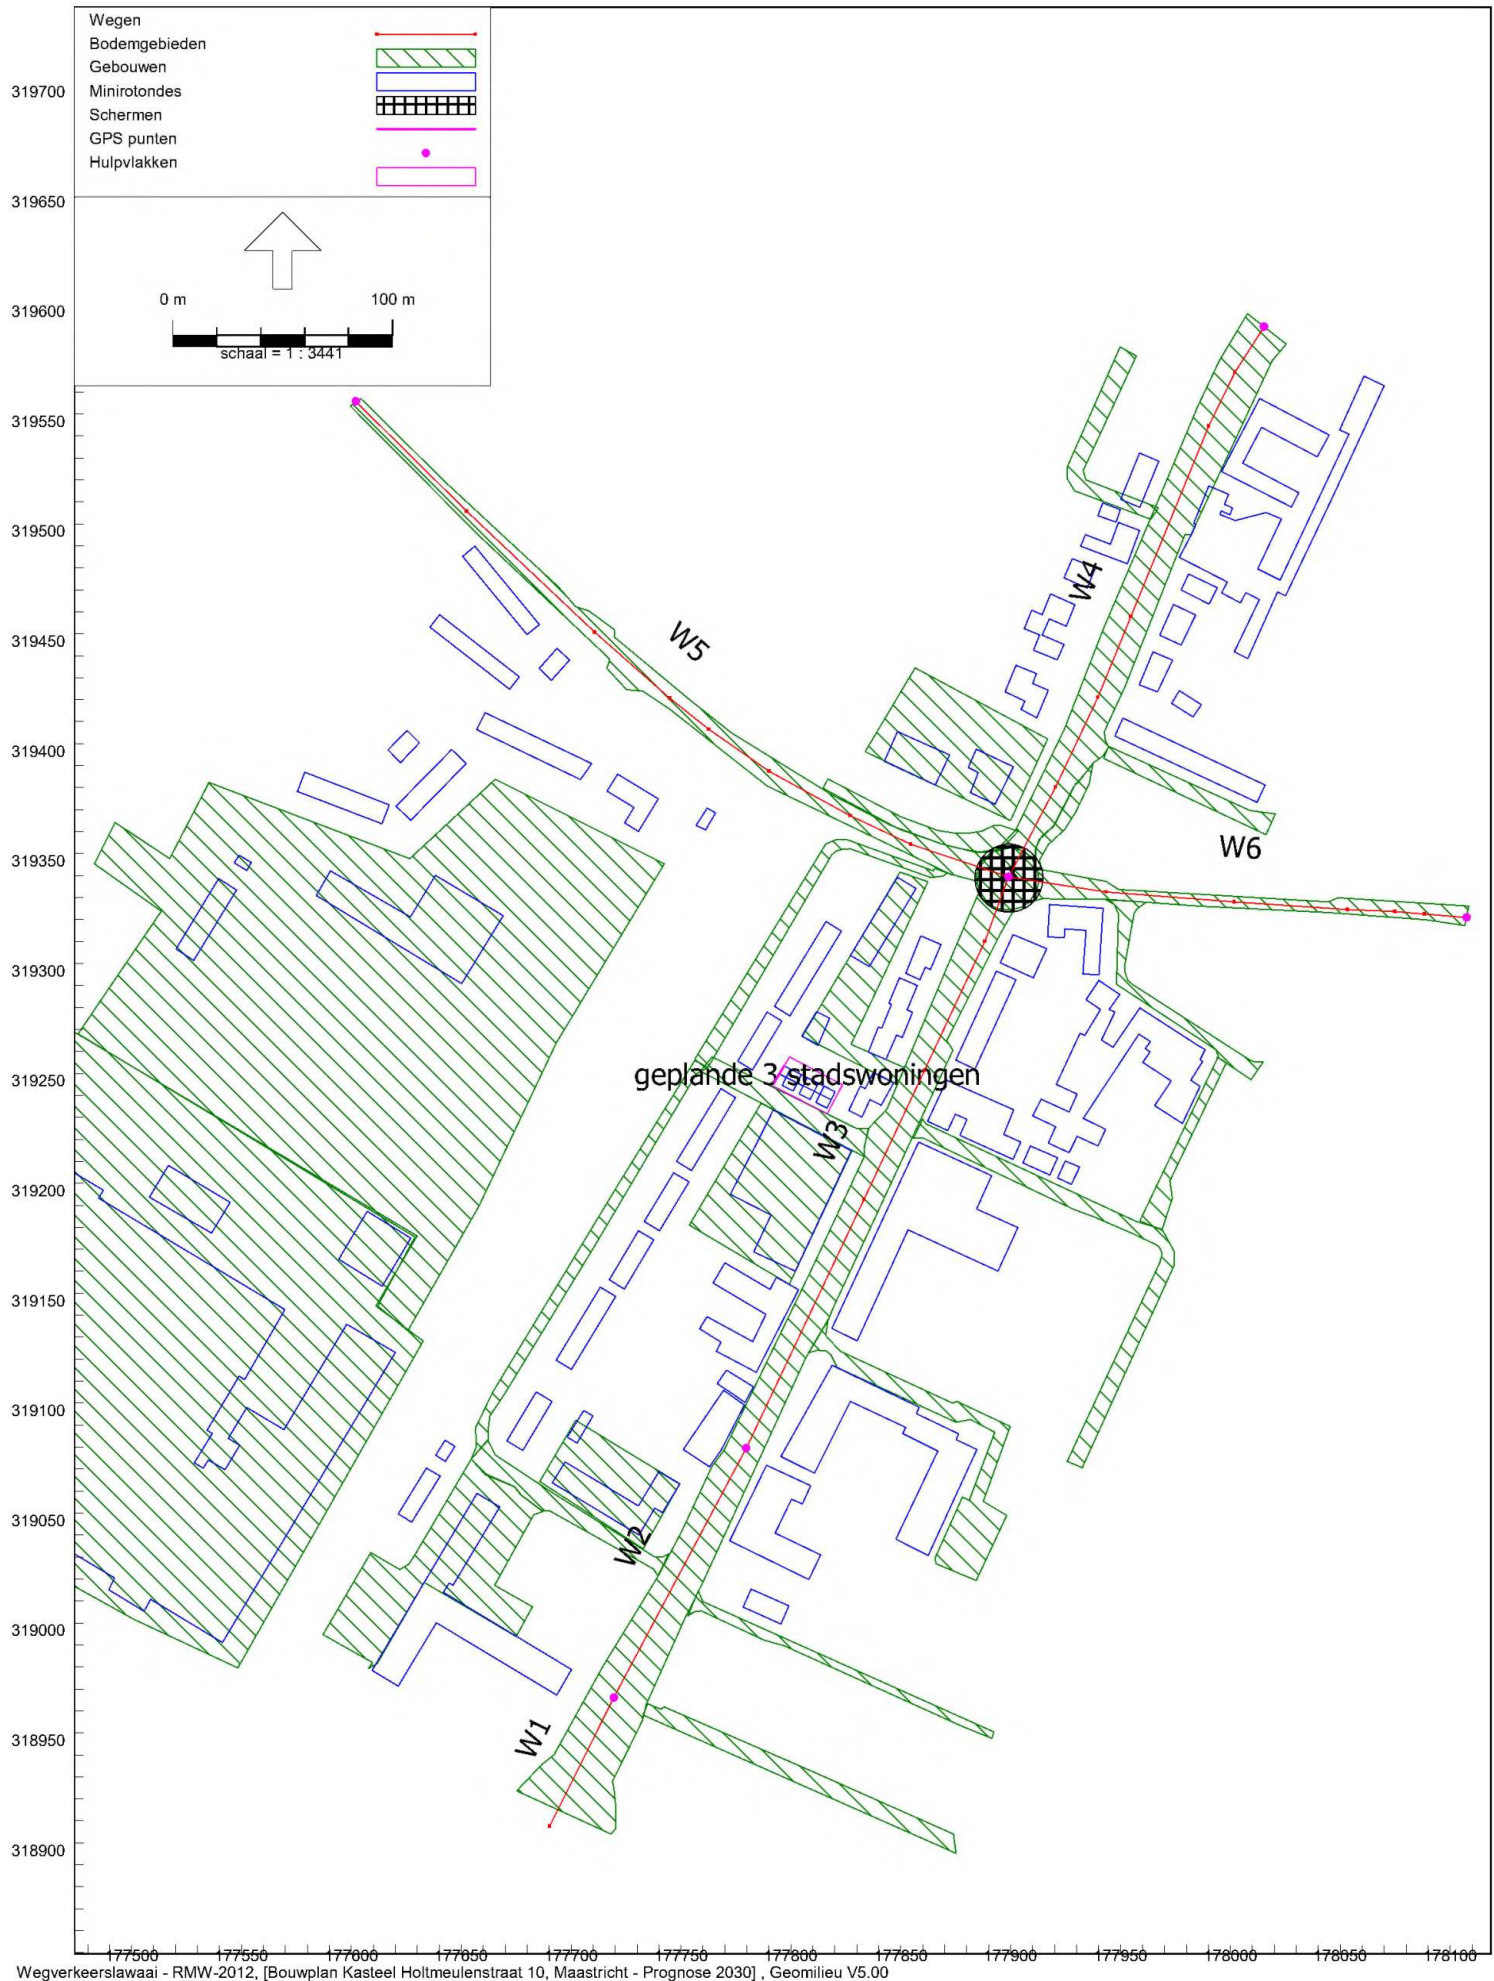 Wegen
Bodemgebieden
Gebouwen
Minirotondes
Schermen
GPS punten
Hulpvlakken
0 m 100 m
schaal = 1 : 3441
319700
319650
319600
319550
319500
319450
319400
319350
319300
319250
319200
319150
319100
319050
319000
318950
318900
W4
W5
W6
geplande 3 stadswoningen
W3
W2
W1
177500 177550 177600 177650 177700 177750 177800 177850 177900 177950 178000 178050 178100
Wegverkeerslawaai - RMW-2012, [Bouwplan Kasteel Holtmeulenstraat 10, Maastricht - Prognose 2030] , Geomilieu V5.00